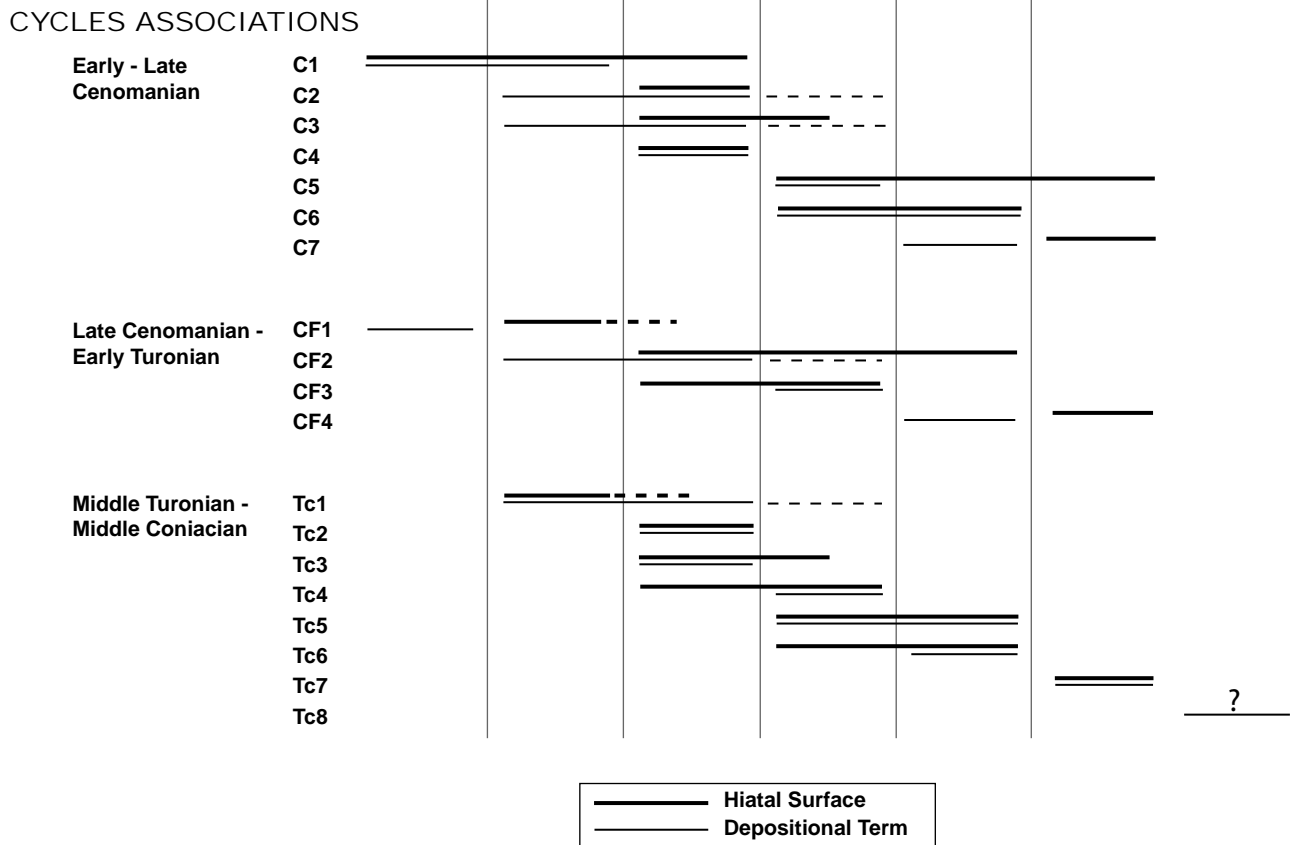 CYCLES ASSOCIATIONS
Early - Late
Cenomanian
C1
C2
C3
C4
C5
C6
C7
Late Cenomanian -
Early Turonian
CF1
CF2
CF3
CF4
Middle Turonian -
Middle Coniacian
Tc1
Tc2
Tc3
Tc4
Tc5
Tc6
Tc7
Tc8
?
Hiatal Surface
Depositional Term